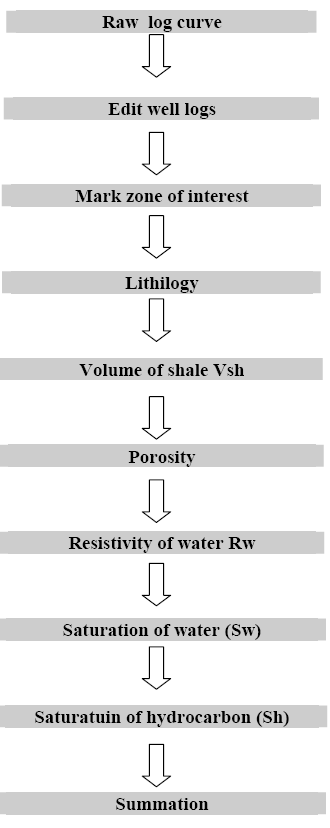 Raw log curve
Edit well logs
Mark zone of interest
Lithilogy
Volume of shale Vsh
Porosity
Resistivity of water Rw
Saturation of water (Sw)
Saturatuin of hydrocarbon (Sh)
Summation